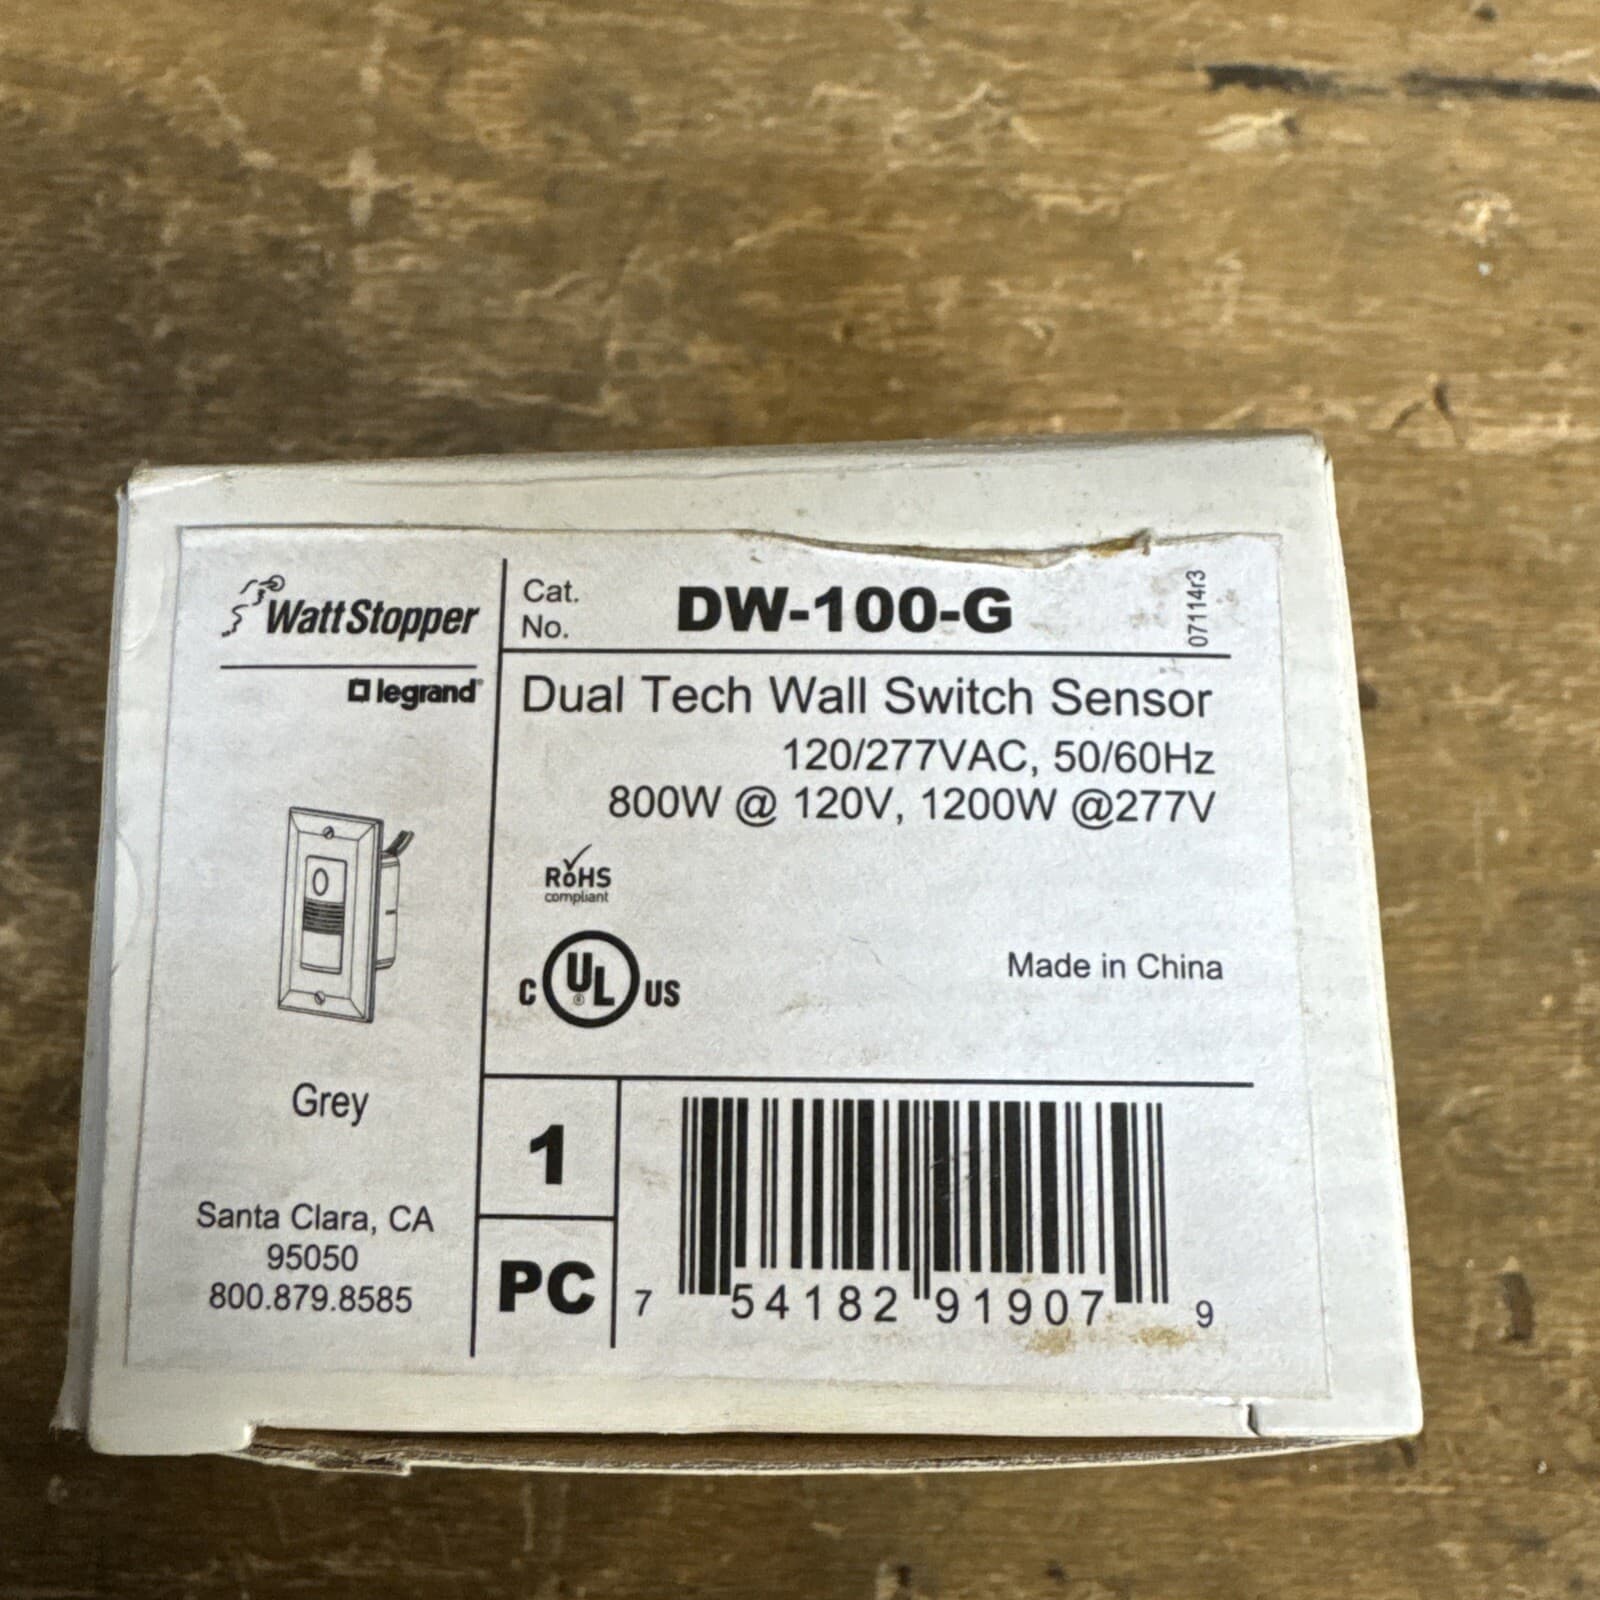 WattStopper
legrand®
Cat.
No.
DW-100-G
07114r3
Dual Tech Wall Switch Sensor
120/277VAC, 50/60Hz
800W @ 120V, 1200W @277V
RoHS
compliant
C UL® US
Made in China
Grey
Santa Clara, CA
95050
800.879.8585
1
PC
7 54182 91907 9